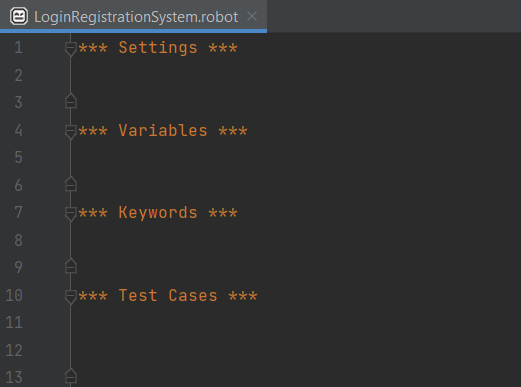 LoginRegistrationSystem.robot
1 *** Settings ***
2
3
4 *** Variables ***
5
6
7 *** Keywords ***
8
9
10 *** Test Cases ***
11
12
13